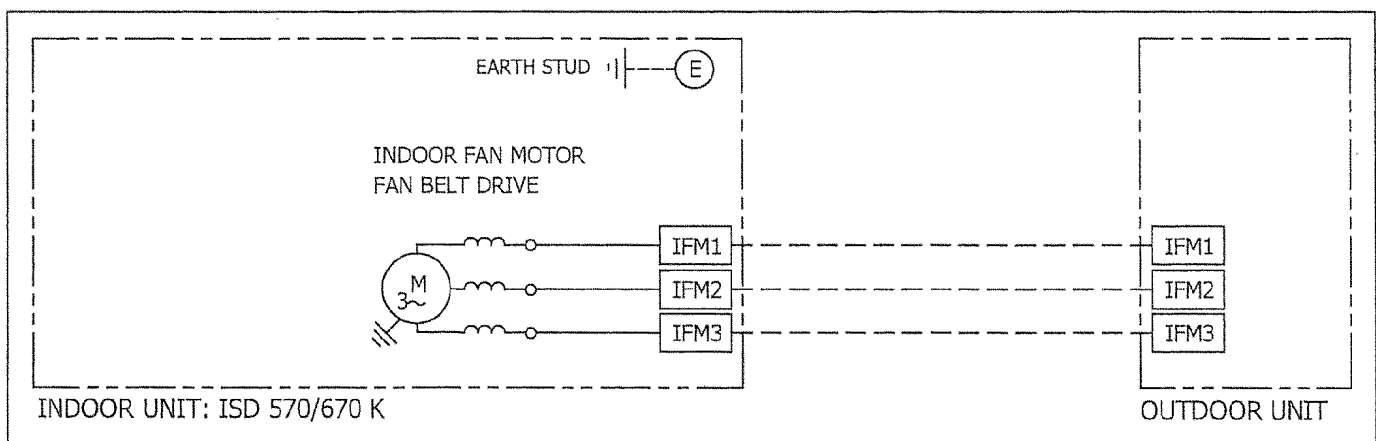 EARTH STUD E
INDOOR FAN MOTOR
FAN BELT DRIVE
IFM1 IFM1
M
3~
IFM2 IFM2
IFM3 IFM3
INDOOR UNIT: ISD 570/670 K
OUTDOOR UNIT